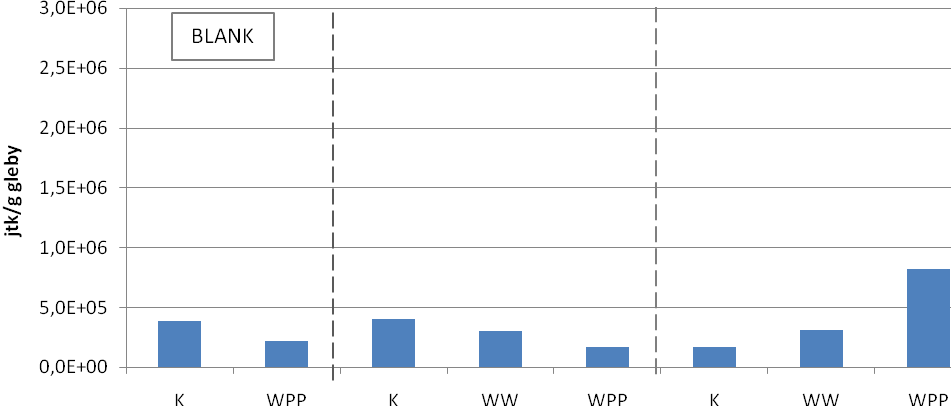 3,0E+06
BLANK
2,5E+06
2,0E+06
1,5E+06
1,0E+06
5,0E+05
0,0E+00
jtk/g gleby
K WPP K WW WPP K WW WPP